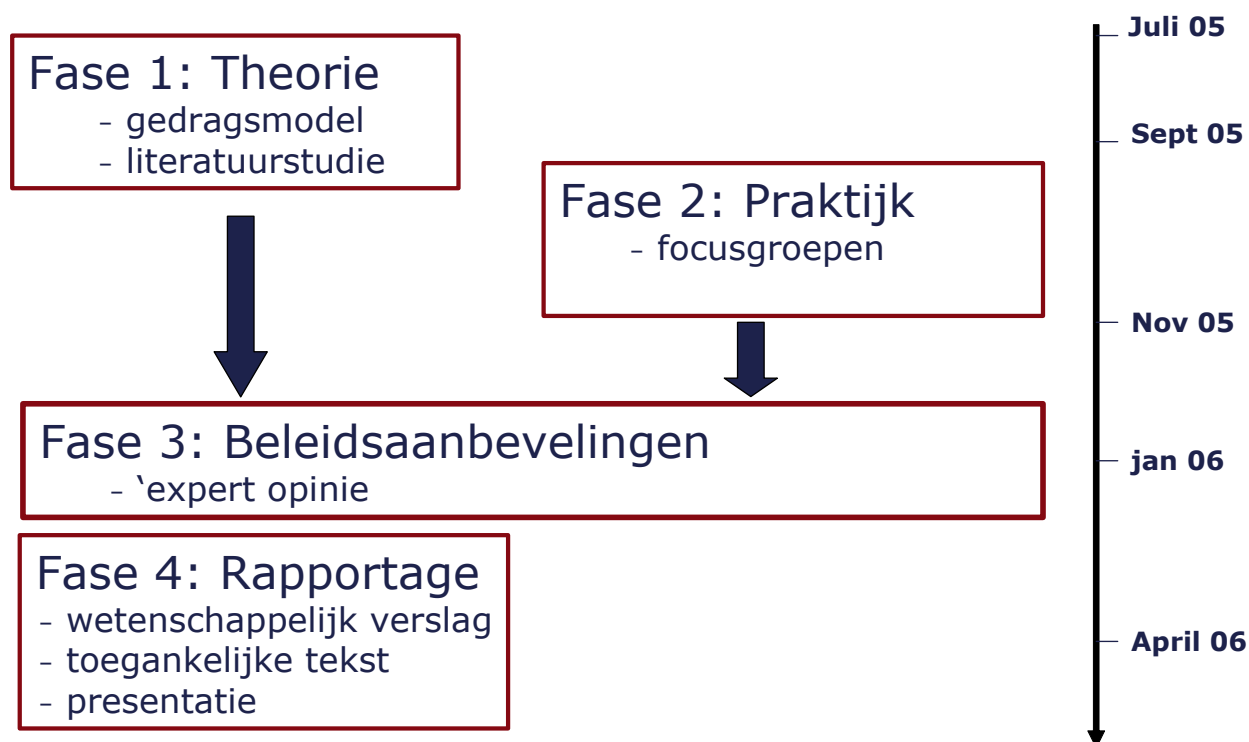 Fase 1: Theorie
- gedragsmodel
- literatuurstudie
Fase 2: Praktijk
- focusgroepen
Fase 3: Beleidsaanbevelingen
- ‘expert opinie
Fase 4: Rapportage
- wetenschappelijk verslag
- toegankelijke tekst
- presentatie
Juli 05
Sept 05
Nov 05
jan 06
April 06